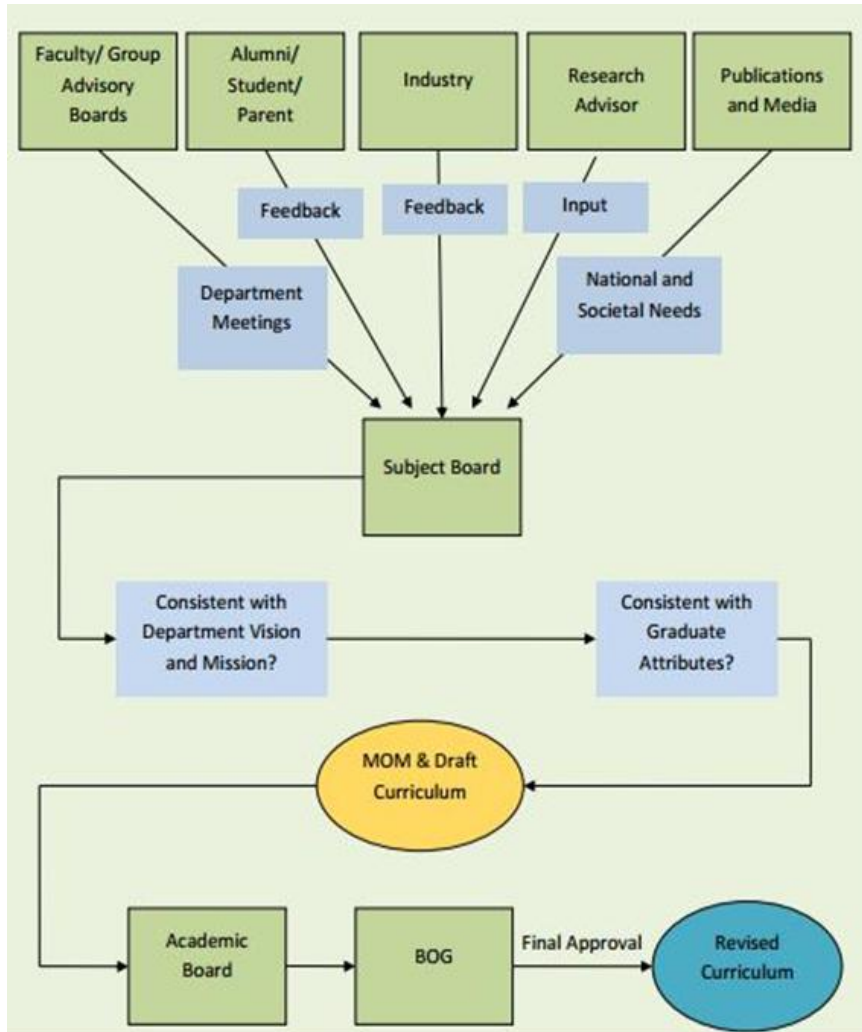 Faculty/ Group
Advisory
Boards
Alumni/
Student/
Parent
Industry
Research
Advisor
Publications
and Media
Feedback
Feedback
Input
Department
Meetings
National and
Societal Needs
Subject Board
Consistent with
Department Vision
and Mission?
Consistent with
Graduate
Attributes?
MOM & Draft
Curriculum
Academic
Board
BOG
Final Approval
Revised
Curriculum